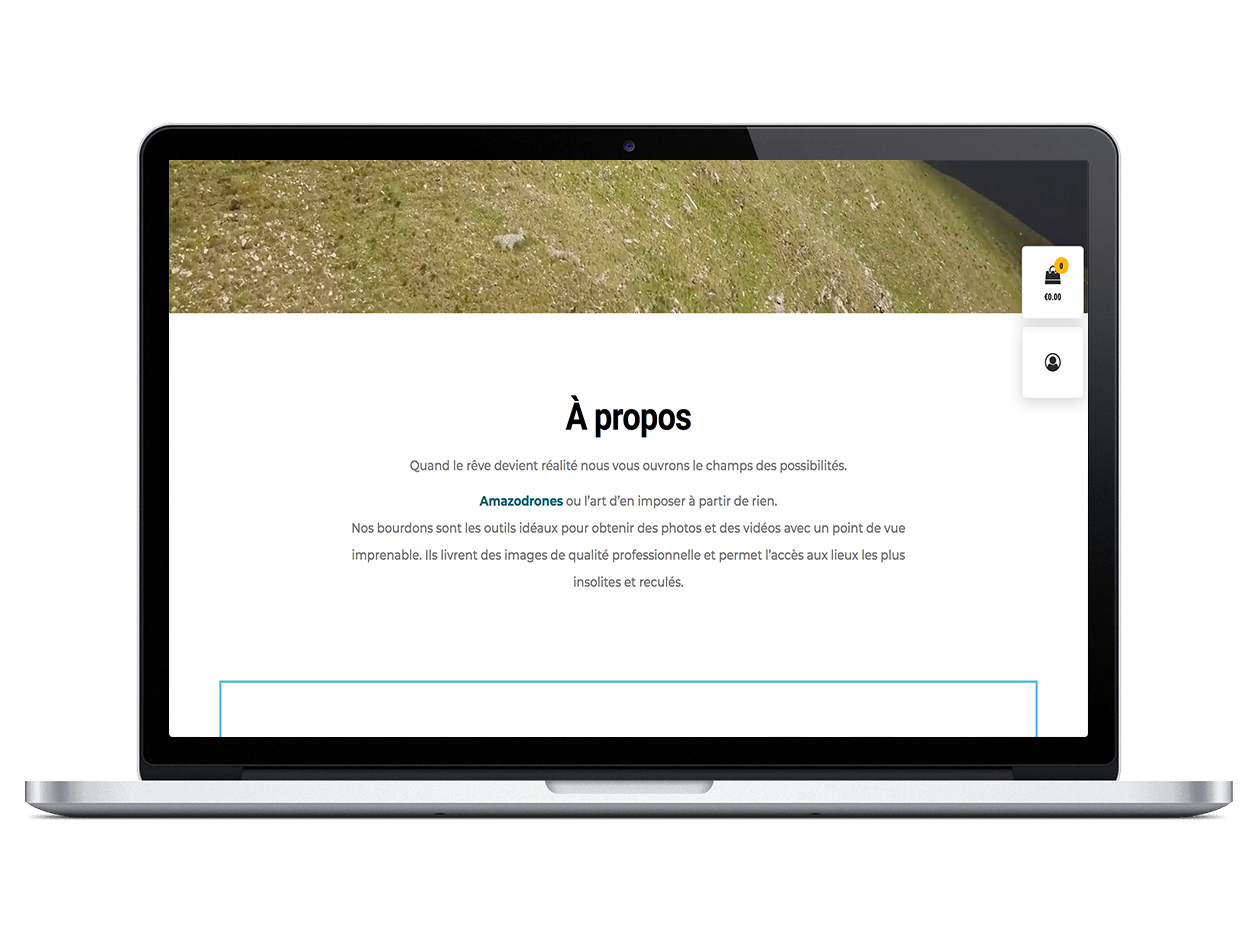 0
€0.00
À propos
Quand le rêve devient réalité nous vous ouvrons le champs des possibilités.
Amazodrones ou l'art d'en imposer à partir de rien.
Nos bourdons sont les outils idéaux pour obtenir des photos et des vidéos avec un point de vue
imprenable. Ils livrent des images de qualité professionnelle et permet l'accès aux lieux les plus
insolites et reculés.